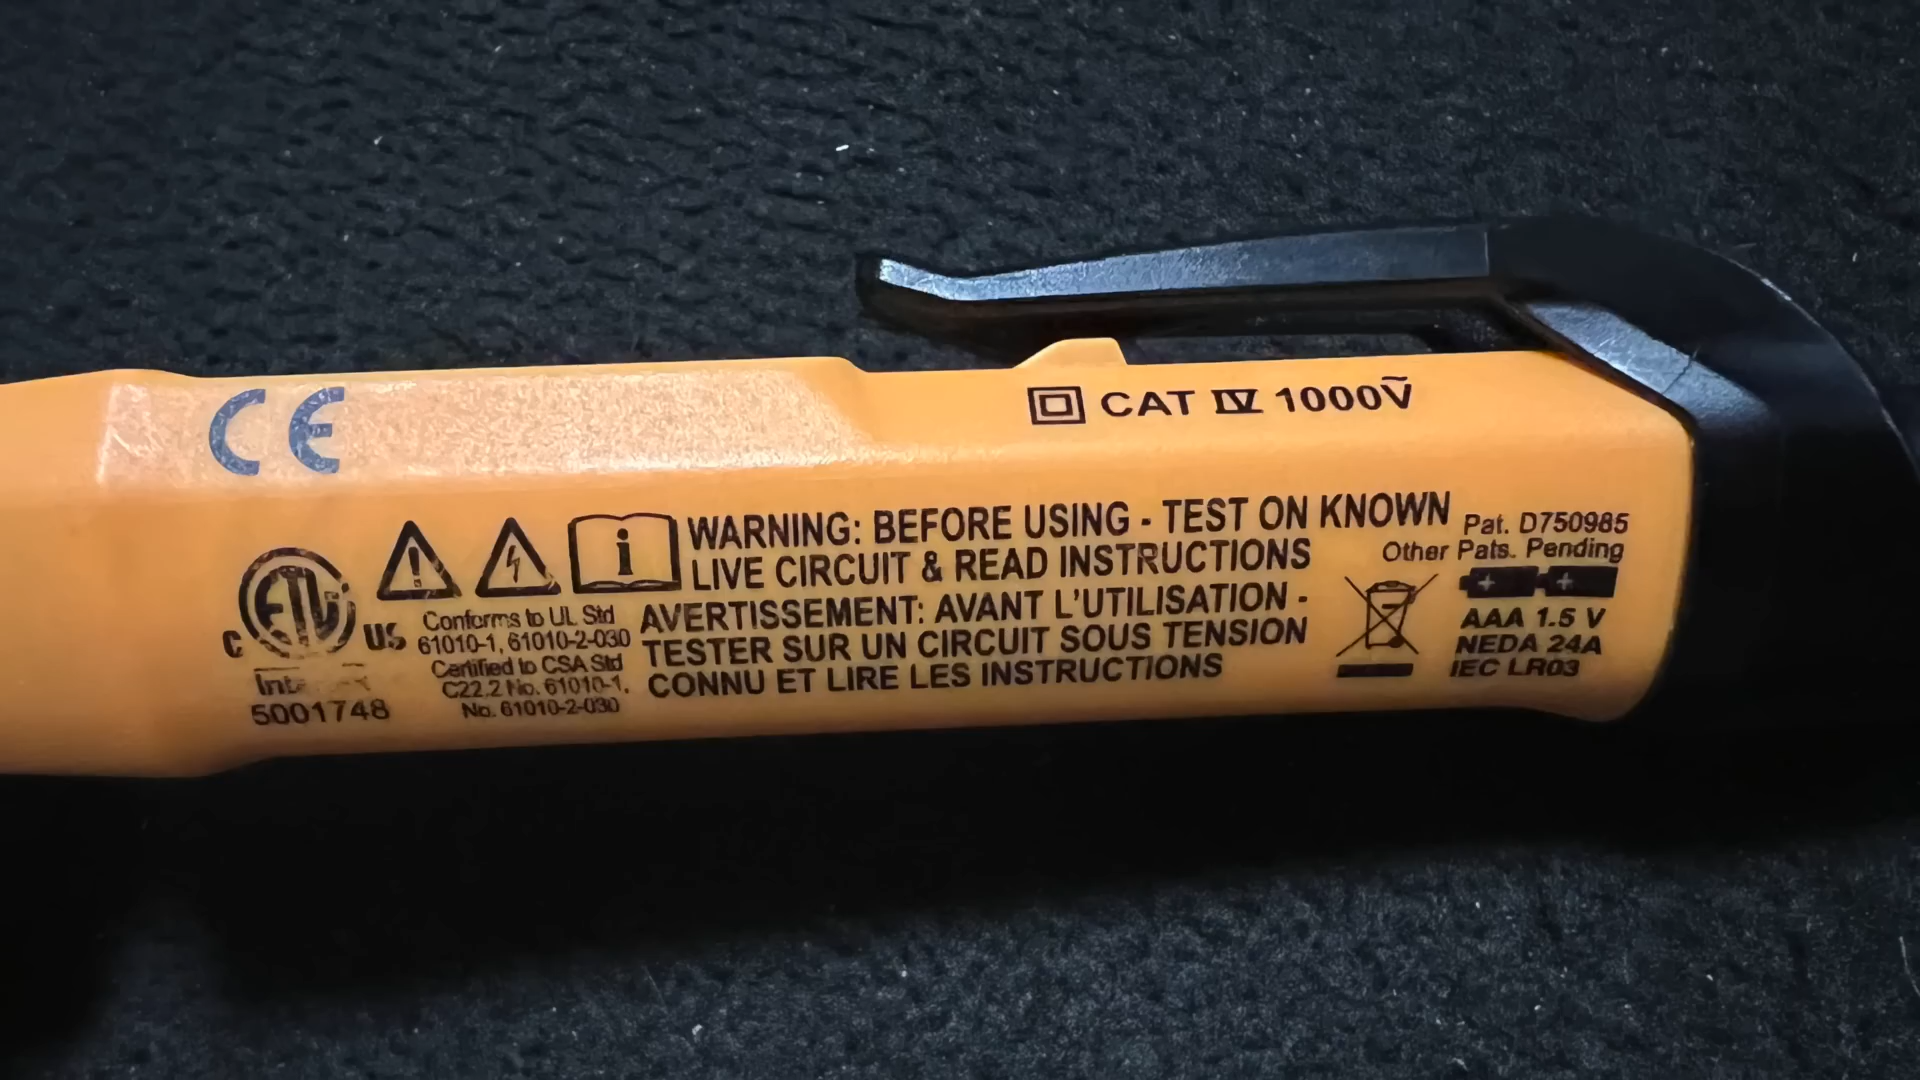 CE
CAT IV 1000V
WARNING: BEFORE USING - TEST ON KNOWN
LIVE CIRCUIT & READ INSTRUCTIONS
AVERTISSEMENT: AVANT L'UTILISATION -
TESTER SUR UN CIRCUIT SOUS TENSION
CONNU ET LIRE LES INSTRUCTIONS
Pat. D750985
Other Pats. Pending
AAA 1.5 V
NEDA 24A
IEC LR03
C ETL US
5001748
Conforms to UL Std
61010-1, 61010-2-030
Certified to CSA Std
C22.2 No. 61010-1,
No. 61010-2-030